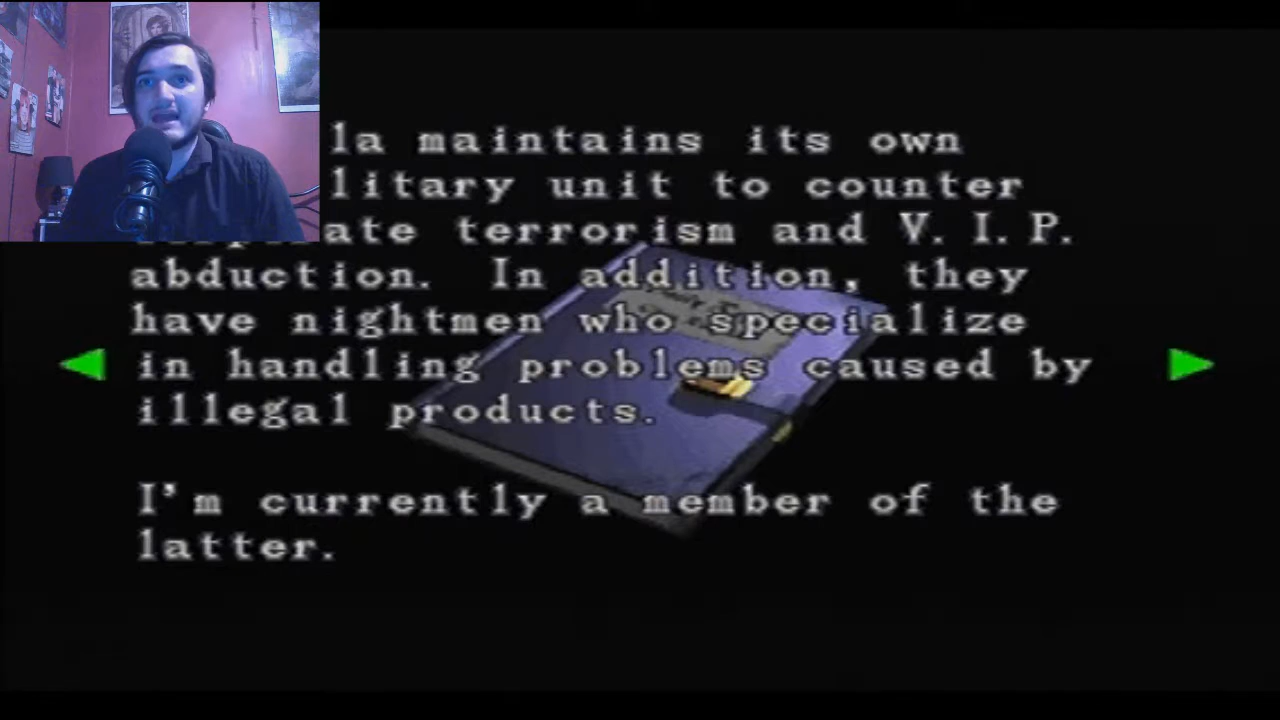 la maintains its own
litary unit to counter
ate terrorism and V.I.P.
abduction. In addition, they
have nightmen who specialize
in handling problems caused by
illegal products.
I'm currently a member of the
latter.